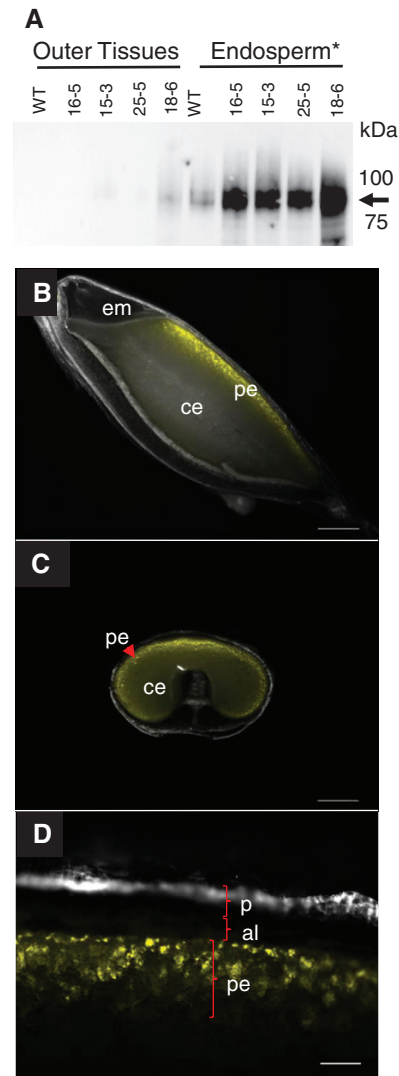 A
Outer Tissues Endosperm*
WT 16-5 15-3 25-5 18-6 WT 16-5 15-3 25-5 18-6
kDa
100
75
B
em
pe
ce
C
pe
ce
D
p
al
pe